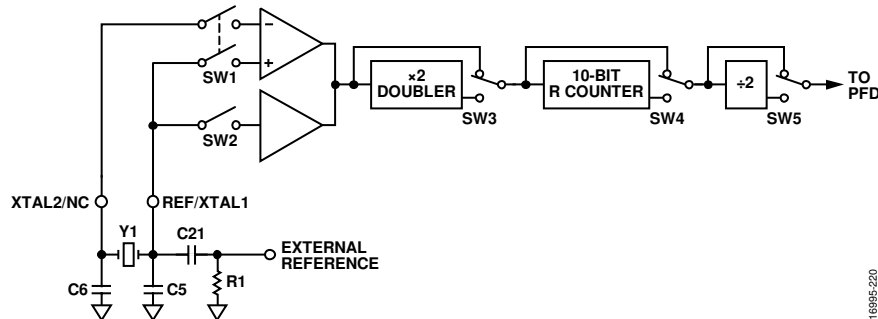 −
+
SW1
SW2
×2
DOUBLER
SW3
10-BIT
R COUNTER
SW4
÷2
SW5
TO
PFD
XTAL2/NC
REF/XTAL1
Y1
C21
EXTERNAL
REFERENCE
C6
C5
R1
16995-220